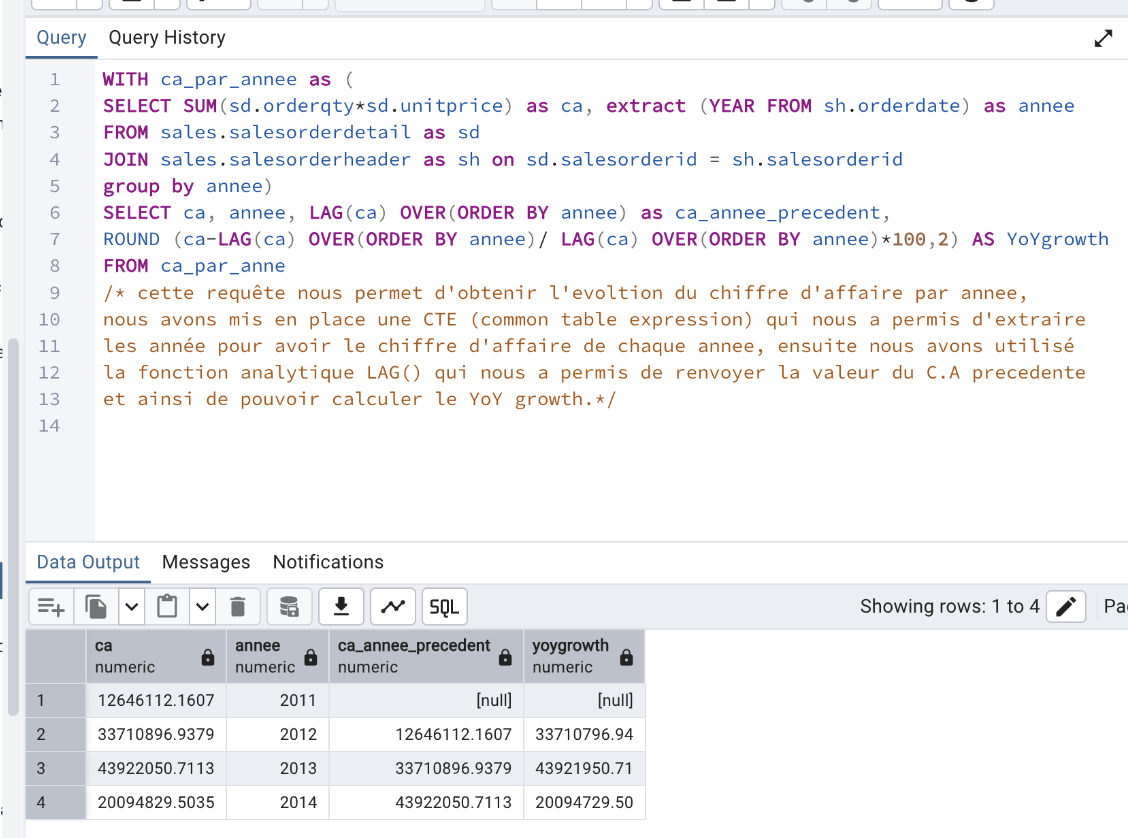 Query Query History
1 WITH ca_par_annee as (
2 SELECT SUM(sd.orderqty*sd.unitprice) as ca, extract (YEAR FROM sh.orderdate) as annee
3 FROM sales.salesorderdetail as sd
4 JOIN sales.salesorderheader as sh on sd.salesorderid = sh.salesorderid
5 group by annee)
6 SELECT ca, annee, LAG(ca) OVER(ORDER BY annee) as ca_annee_precedent,
7 ROUND (ca-LAG(ca) OVER(ORDER BY annee)/ LAG(ca) OVER(ORDER BY annee)*100,2) AS YoYgrowth
8 FROM ca_par_anne
9 /* cette requête nous permet d'obtenir l'evoltion du chiffre d'affaire par annee,
10 nous avons mis en place une CTE (common table expression) qui nous a permis d'extraire
11 les année pour avoir le chiffre d'affaire de chaque annee, ensuite nous avons utilisé
12 la fonction analytique LAG() qui nous a permis de renvoyer la valeur du C.A precedente
13 et ainsi de pouvoir calculer le YoY growth.*/
14
Data Output Messages Notifications
SQL Showing rows: 1 to 4
ca annee ca_annee_precedent yoygrowth
numeric numeric numeric numeric
1 12646112.1607 2011 [null] [null]
2 33710896.9379 2012 12646112.1607 33710796.94
3 43922050.7113 2013 33710896.9379 43921950.71
4 20094829.5035 2014 43922050.7113 20094729.50